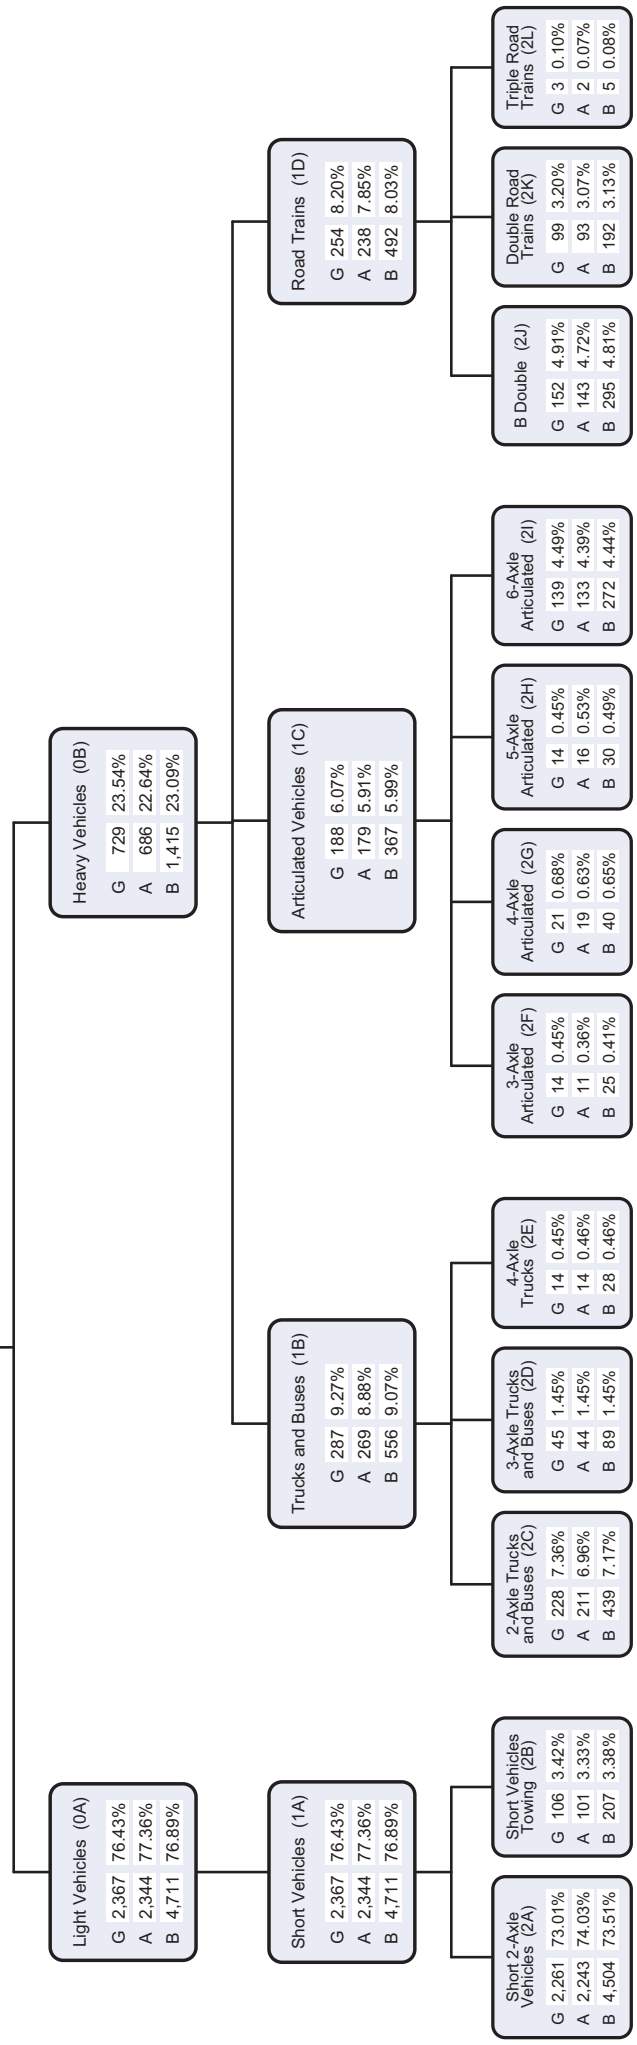 Light Vehicles (0A)
G 2,367 76.43%
A 2,344 77.36%
B 4,711 76.89%
Heavy Vehicles (0B)
G 729 23.54%
A 686 22.64%
B 1,415 23.09%
Short Vehicles (1A)
G 2,367 76.43%
A 2,344 77.36%
B 4,711 76.89%
Trucks and Buses (1B)
G 287 9.27%
A 269 8.88%
B 556 9.07%
Articulated Vehicles (1C)
G 188 6.07%
A 179 5.91%
B 367 5.99%
Road Trains (1D)
G 254 8.20%
A 238 7.85%
B 492 8.03%
Short 2-Axle
Vehicles (2A)
G 2,261 73.01%
A 2,243 74.03%
B 4,504 73.51%
Short Vehicles
Towing (2B)
G 106 3.42%
A 101 3.33%
B 207 3.38%
2-Axle Trucks
and Buses (2C)
G 228 7.36%
A 211 6.96%
B 439 7.17%
3-Axle Trucks
and Buses (2D)
G 45 1.45%
A 44 1.45%
B 89 1.45%
4-Axle
Trucks (2E)
G 14 0.45%
A 14 0.46%
B 28 0.46%
3-Axle
Articulated (2F)
G 14 0.45%
A 11 0.36%
B 25 0.41%
4-Axle
Articulated (2G)
G 21 0.68%
A 19 0.63%
B 40 0.65%
5-Axle
Articulated (2H)
G 14 0.45%
A 16 0.53%
B 30 0.49%
6-Axle
Articulated (2I)
G 139 4.49%
A 133 4.39%
B 272 4.44%
B Double (2J)
G 152 4.91%
A 143 4.72%
B 295 4.81%
Double Road
Trains (2K)
G 99 3.20%
A 93 3.07%
B 192 3.13%
Triple Road
Trains (2L)
G 3 0.10%
A 2 0.07%
B 5 0.08%